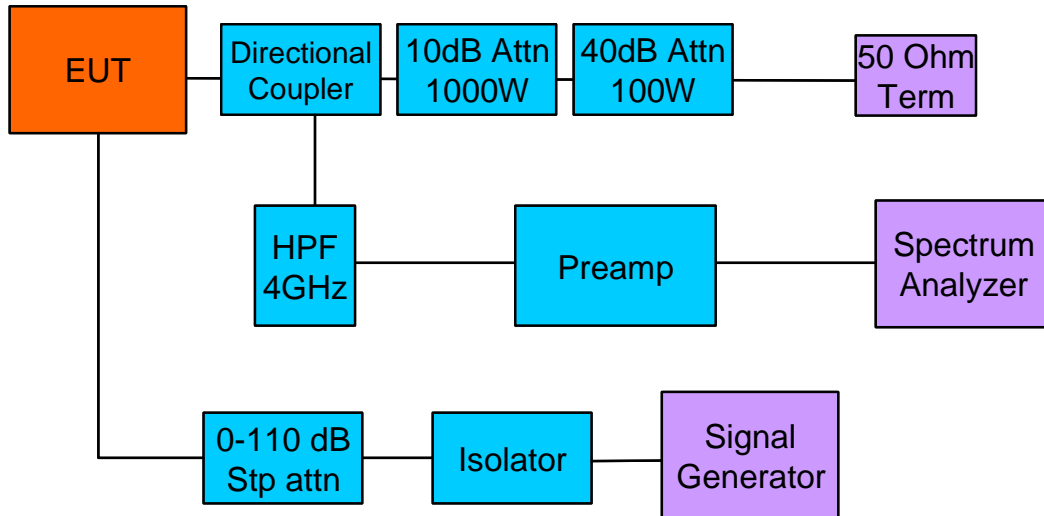 EUT
Directional
Coupler
10dB Attn
1000W
40dB Attn
100W
50 Ohm
Term
HPF
4GHz
Preamp
Spectrum
Analyzer
0-110 dB
Stp attn
Isolator
Signal
Generator